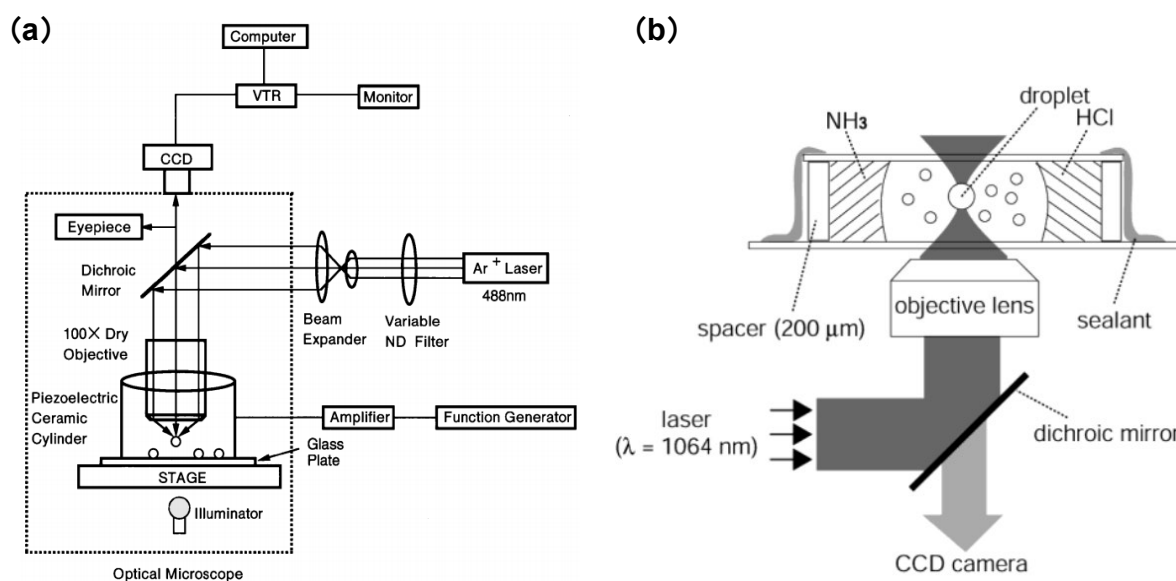 (a)
Computer
VTR
Monitor
CCD
Eyepiece
Dichroic
Mirror
Ar+ Laser
488nm
Beam
Expander
Variable
ND Filter
100X Dry
Objective
Piezoelectric
Ceramic
Cylinder
Amplifier
Function Generator
Glass
Plate
STAGE
Illuminator
Optical Microscope
(b)
droplet
NH3
HCl
objective lens
spacer (200 μm)
sealant
laser
(λ = 1064 nm)
dichroic mirror
CCD camera